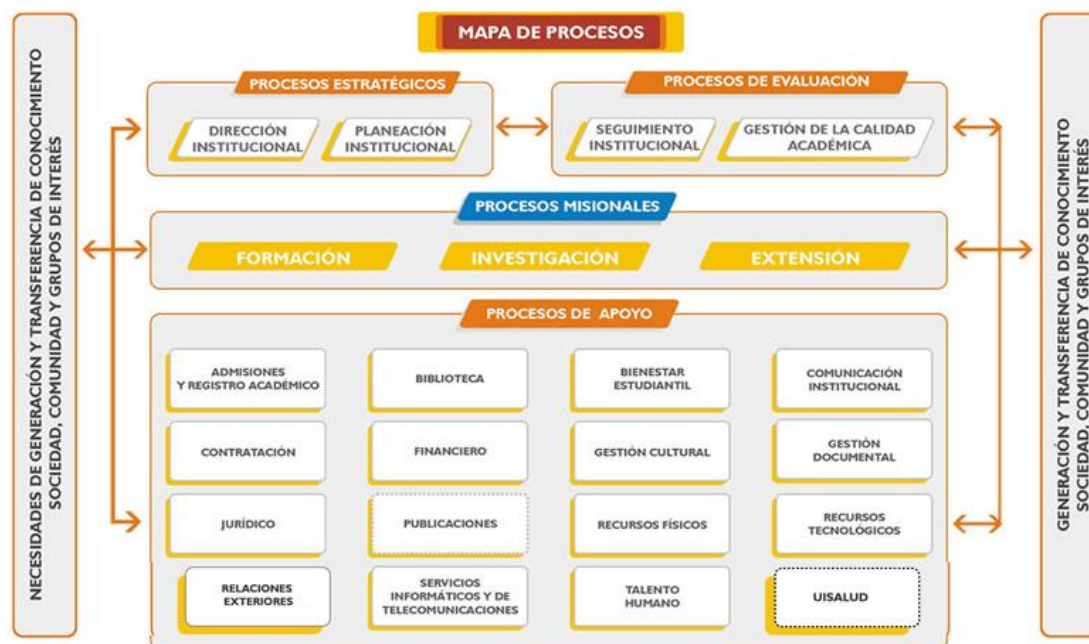 MAPA DE PROCESOS
NECESIDADES DE GENERACIÓN Y TRANSFERENCIA DE CONOCIMIENTO
SOCIEDAD, COMUNIDAD Y GRUPOS DE INTERÉS
PROCESOS ESTRATÉGICOS
DIRECCIÓN
INSTITUCIONAL
PLANEACIÓN
INSTITUCIONAL
PROCESOS DE EVALUACIÓN
SEGUIMIENTO
INSTITUCIONAL
GESTIÓN DE LA CALIDAD
ACADÉMICA
PROCESOS MISIONALES
FORMACIÓN
INVESTIGACIÓN
EXTENSIÓN
PROCESOS DE APOYO
ADMISIONES
Y REGISTRO ACADÉMICO
BIBLIOTECA
BIENESTAR
ESTUDIANTIL
COMUNICACIÓN
INSTITUCIONAL
CONTRATACIÓN
FINANCIERO
GESTIÓN CULTURAL
GESTIÓN
DOCUMENTAL
JURÍDICO
PUBLICACIONES
RECURSOS FÍSICOS
RECURSOS
TECNOLÓGICOS
RELACIONES
EXTERIORES
SERVICIOS
INFORMÁTICOS Y DE
TELECOMUNICACIONES
TALENTO
HUMANO
UISALUD
GENERACIÓN Y TRANSFERENCIA DE CONOCIMIENTO
SOCIEDAD, COMUNIDAD Y GRUPOS DE INTERÉS